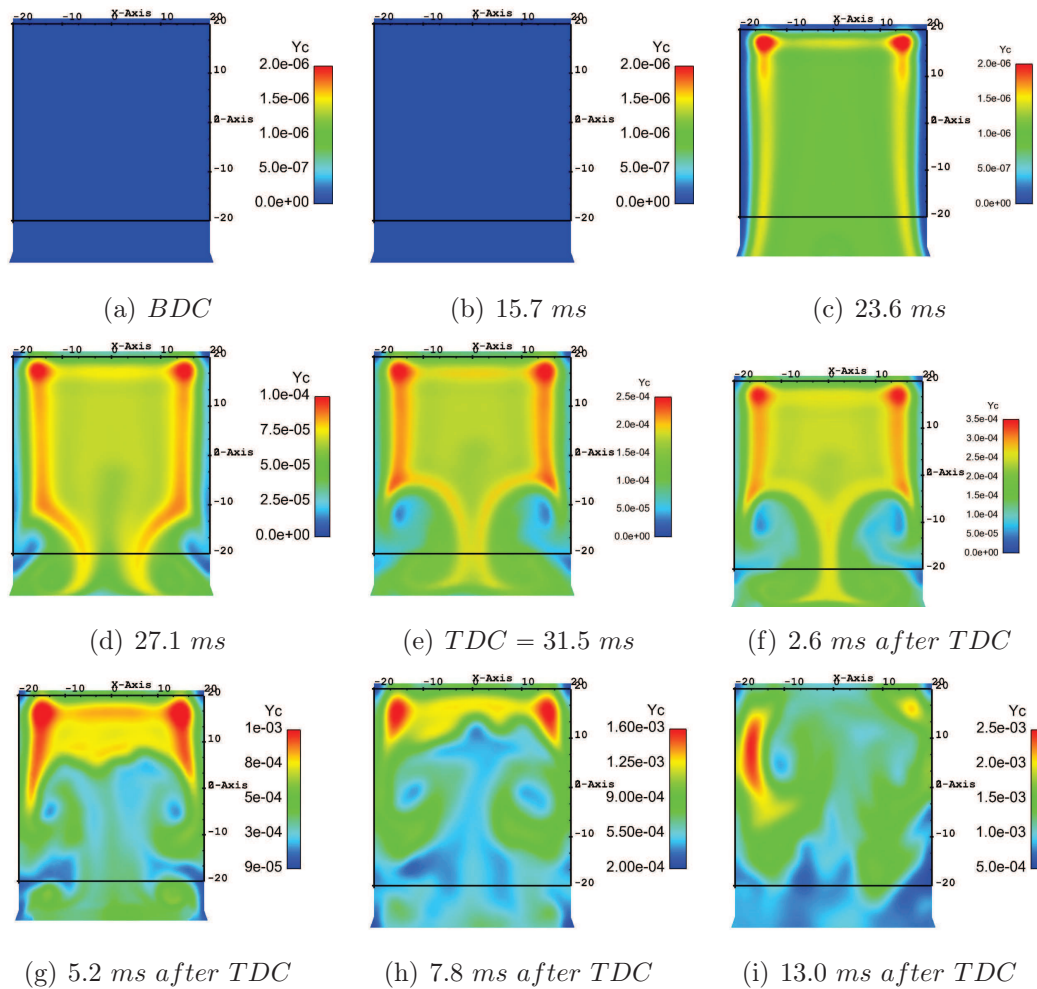 X-Axis
-20 -10 10 20
20
10
Z-Axis
-10
-20
Yc
2.0e-06
1.5e-06
1.0e-06
5.0e-07
0.0e+00
(a) BDC
X-Axis
-20 -10 10 20
20
10
Z-Axis
-10
-20
Yc
2.0e-06
1.5e-06
1.0e-06
5.0e-07
0.0e+00
(b) 15.7 ms
X-Axis
-20 -10 10 20
20
10
Z-Axis
-10
-20
Yc
2.0e-06
1.5e-06
1.0e-06
5.0e-07
0.0e+00
(c) 23.6 ms
X-Axis
-20 -10 10 20
20
10
Z-Axis
-10
-20
Yc
1.0e-04
7.5e-05
5.0e-05
2.5e-05
0.0e+00
(d) 27.1 ms
X-Axis
-20 -10 0 10 20
20
10
Z-Axis
-10
-20
Yc
2.5e-04
2.0e-04
1.5e-04
1.0e-04
5.0e-05
0.0e+00
(e) TDC = 31.5 ms
X-Axis
-20 -10 0 10 20
20
10
Z-Axis
-10
-20
Yc
3.5e-04
3.0e-04
2.5e-04
2.0e-04
1.5e-04
1.0e-04
5.0e-05
0.0e+00
(f) 2.6 ms after TDC
X-Axis
-20 -10 0 10 20
20
10
Z-Axis
-10
-20
Yc
1e-03
8e-04
5e-04
3e-04
9e-05
(g) 5.2 ms after TDC
X-Axis
-20 -10 0 10 20
20
10
Z-Axis
-10
-20
Yc
1.60e-03
1.25e-03
9.00e-04
5.50e-04
2.00e-04
(h) 7.8 ms after TDC
X-Axis
-20 -10 0 10 20
20
10
Z-Axis
-10
-20
Yc
2.5e-03
2.0e-03
1.5e-03
1.0e-03
5.0e-04
(i) 13.0 ms after TDC